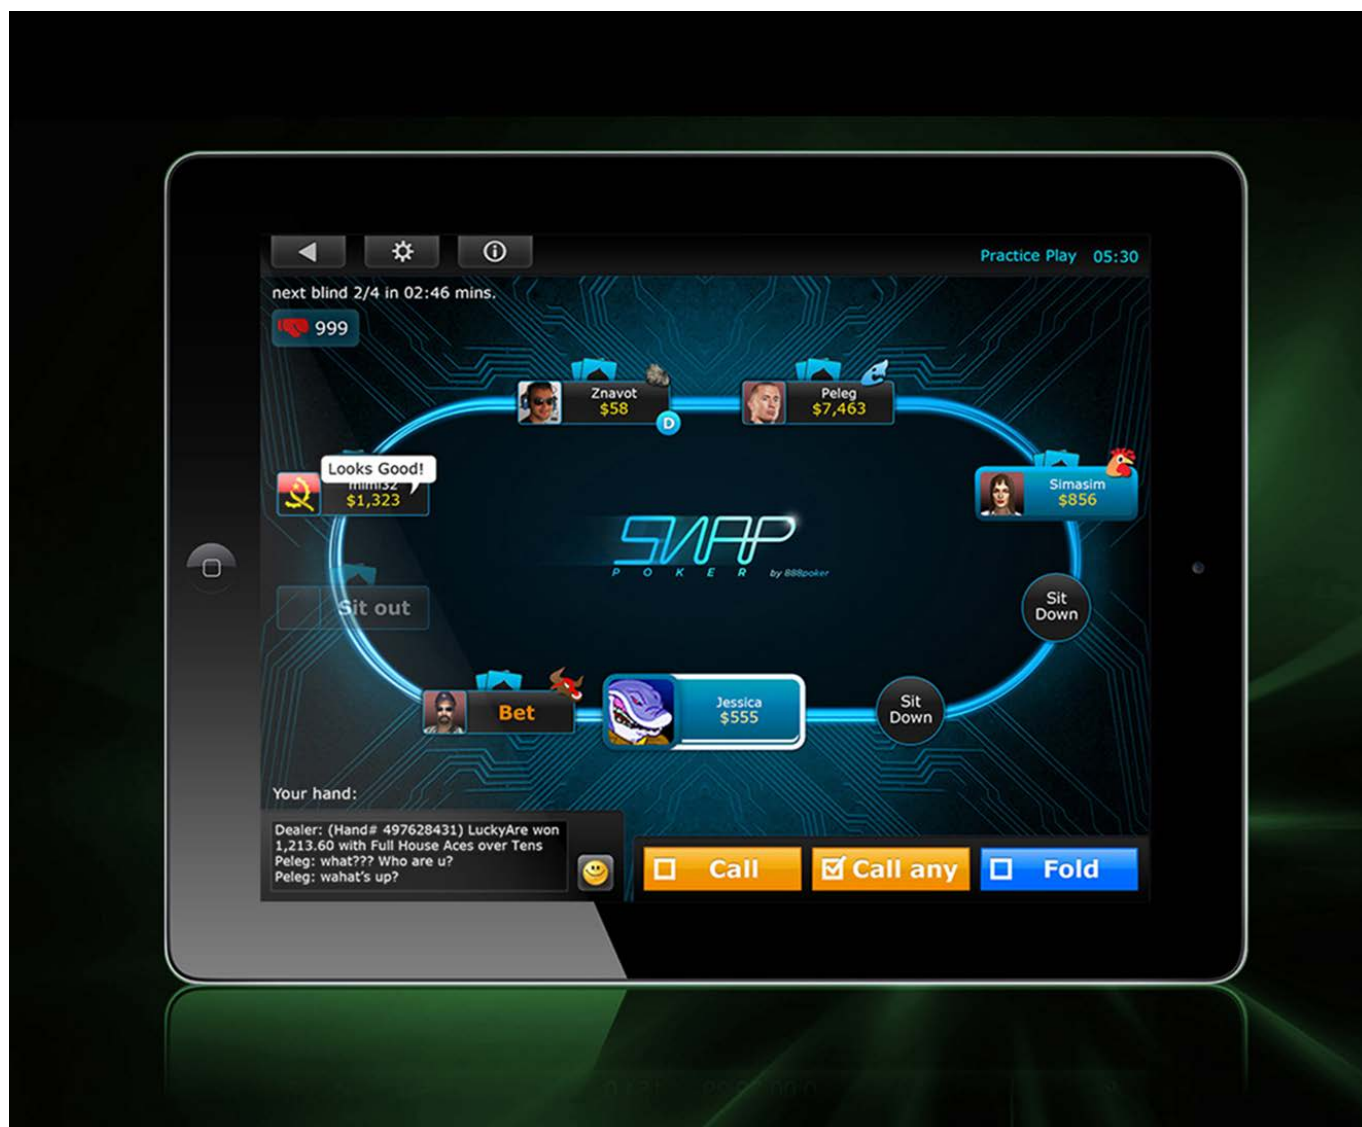 Practice Play 05:30
next blind 2/4 in 02:46 mins.
999
Znavot
$58
D
Peleg
$7,463
Looks Good!
mimi32
$1,323
Simasim
$856
SNAP
POKER by 888poker
Sit out
Sit
Down
Bet
Jessica
$555
Sit
Down
Your hand:
Dealer: (Hand# 497628431) LuckyAre won
1,213.60 with Full House Aces over Tens
Peleg: what??? Who are u?
Peleg: wahat's up?
Call
Call any
Fold